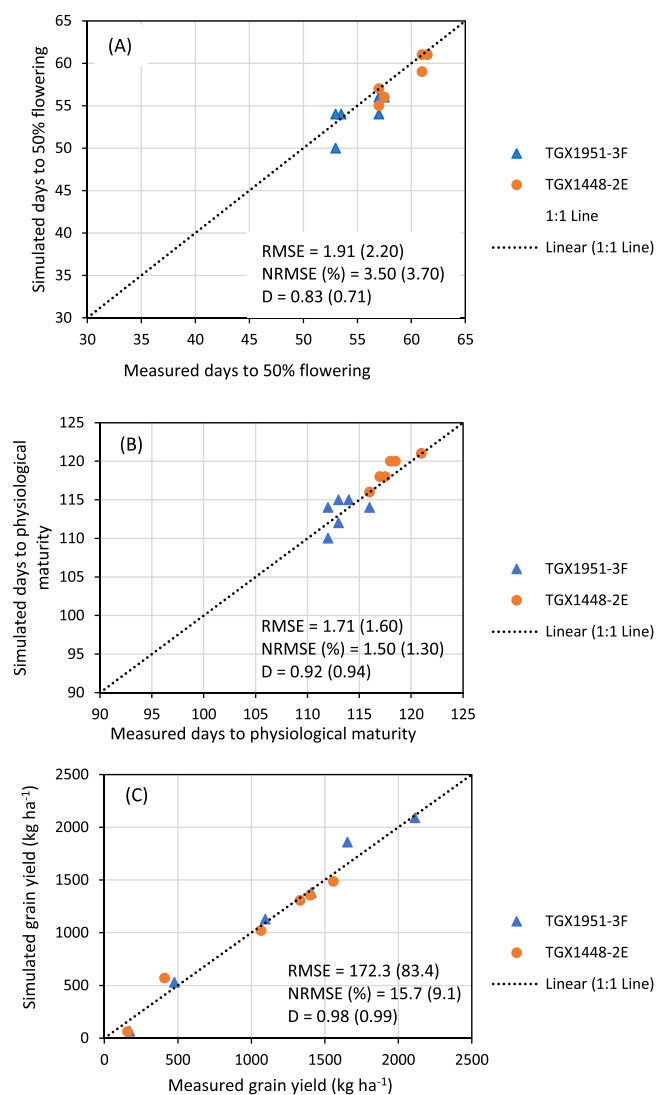 (A)
65
60
55
50
45
40
35
30
30
35
40
45
50
55
60
65
Simulated days to 50% flowering
Measured days to 50% flowering
RMSE = 1.91 (2.20)
NRMSE (%) = 3.50 (3.70)
D = 0.83 (0.71)
TGX1951-3F
TGX1448-2E
1:1 Line
Linear (1:1 Line)
(B)
125
120
115
110
105
100
95
90
90
95
100
105
110
115
120
125
Simulated days to physiological
maturity
Measured days to physiological maturity
RMSE = 1.71 (1.60)
NRMSE (%) = 1.50 (1.30)
D = 0.92 (0.94)
TGX1951-3F
TGX1448-2E
Linear (1:1 Line)
(C)
2500
2000
1500
1000
500
0
0
500
1000
1500
2000
2500
Simulated grain yield (kg ha⁻¹)
Measured grain yield (kg ha⁻¹)
RMSE = 172.3 (83.4)
NRMSE (%) = 15.7 (9.1)
D = 0.98 (0.99)
TGX1951-3F
TGX1448-2E
Linear (1:1 Line)